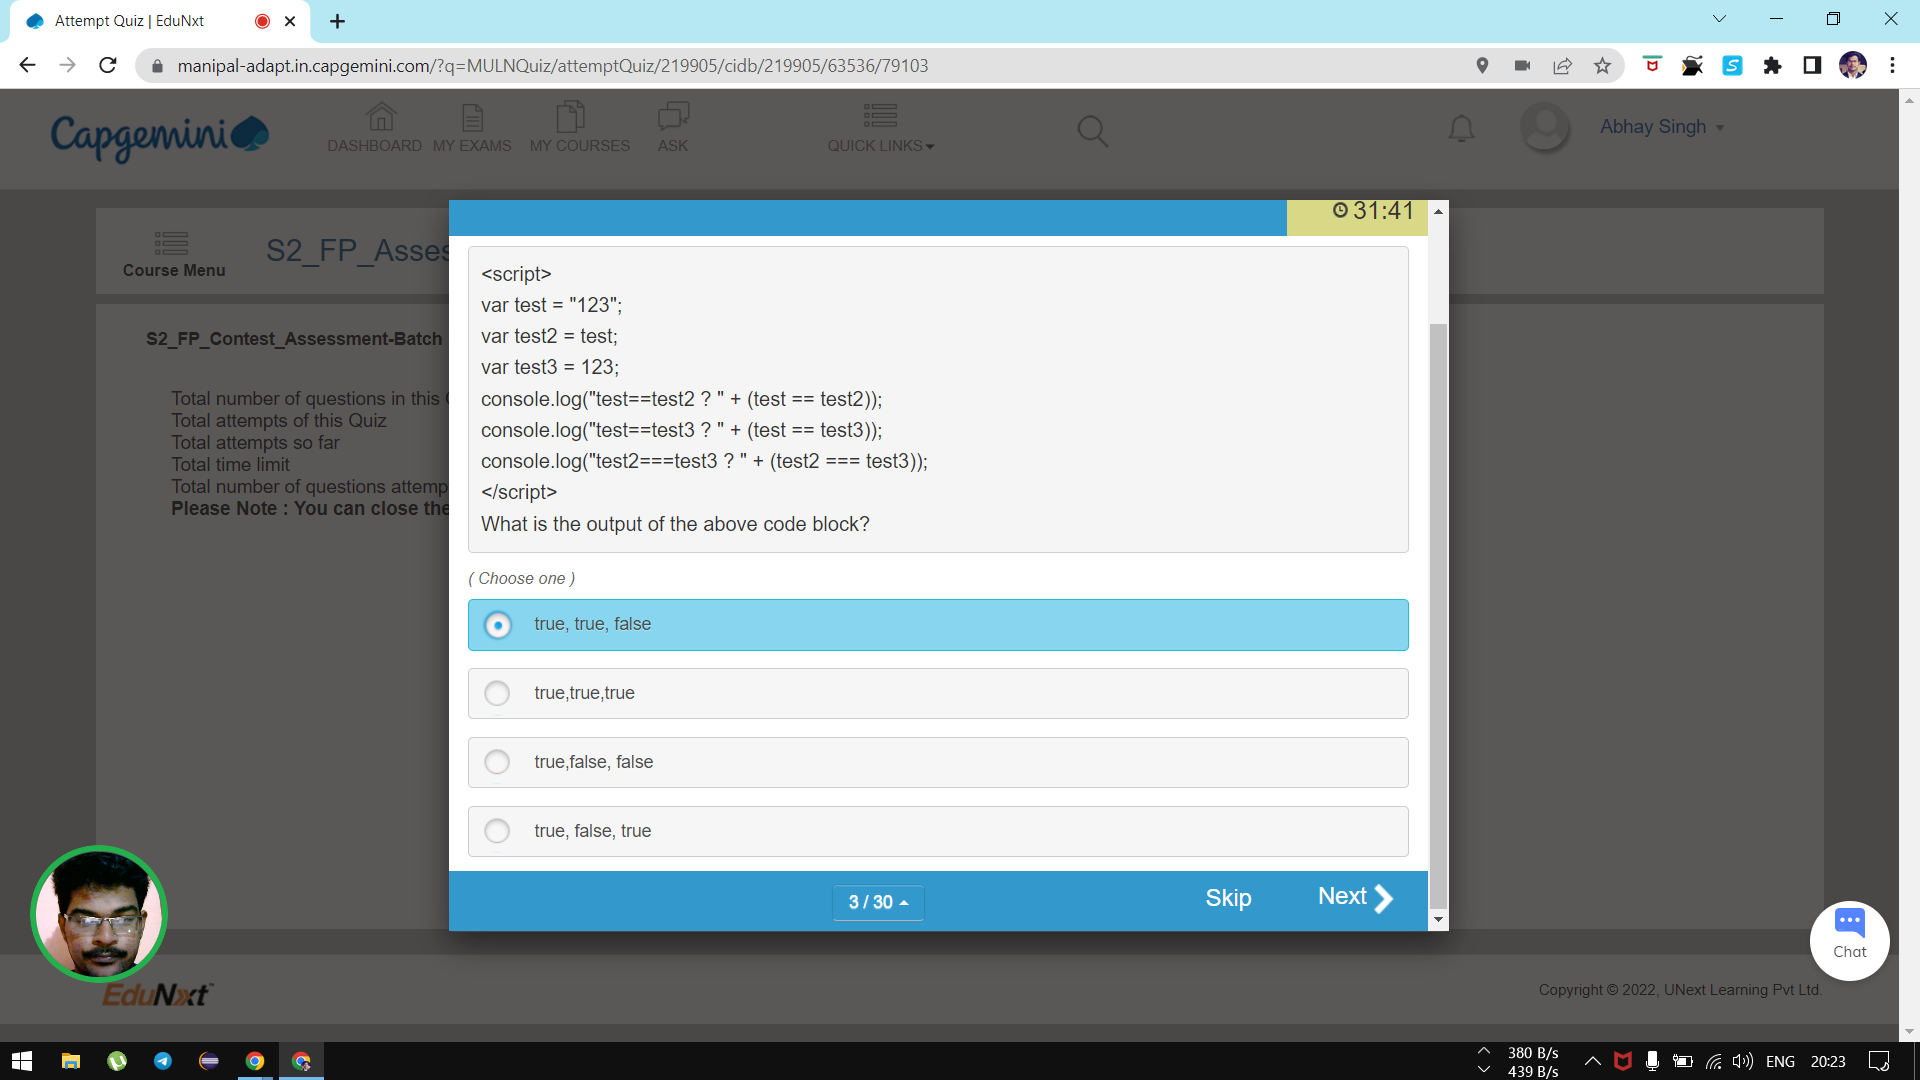 Attempt Quiz | EduNxt
manipal-adapt.in.capgemini.com/?q=MULNQuiz/attemptQuiz/219905/cidb/219905/63536/79103
Capgemini
DASHBOARD
MY EXAMS
MY COURSES
ASK
QUICK LINKS
Abhay Singh
Course Menu
S2_FP_Asses
31:41
S2_FP_Contest_Assessment-Batch
Total number of questions in this
Total attempts of this Quiz
Total attempts so far
Total time limit
Total number of questions attemp
Please Note : You can close the
<script>
var test = "123";
var test2 = test;
var test3 = 123;
console.log("test==test2 ? " + (test == test2));
console.log("test==test3 ? " + (test == test3));
console.log("test2===test3 ? " + (test2 === test3));
</script>
What is the output of the above code block?
( Choose one )
true, true, false
true,true,true
true,false, false
true, false, true
3 / 30
Skip
Next
Chat
EduNxt™
Copyright © 2022, UNext Learning Pvt Ltd.
380 B/s
439 B/s
ENG
20:23